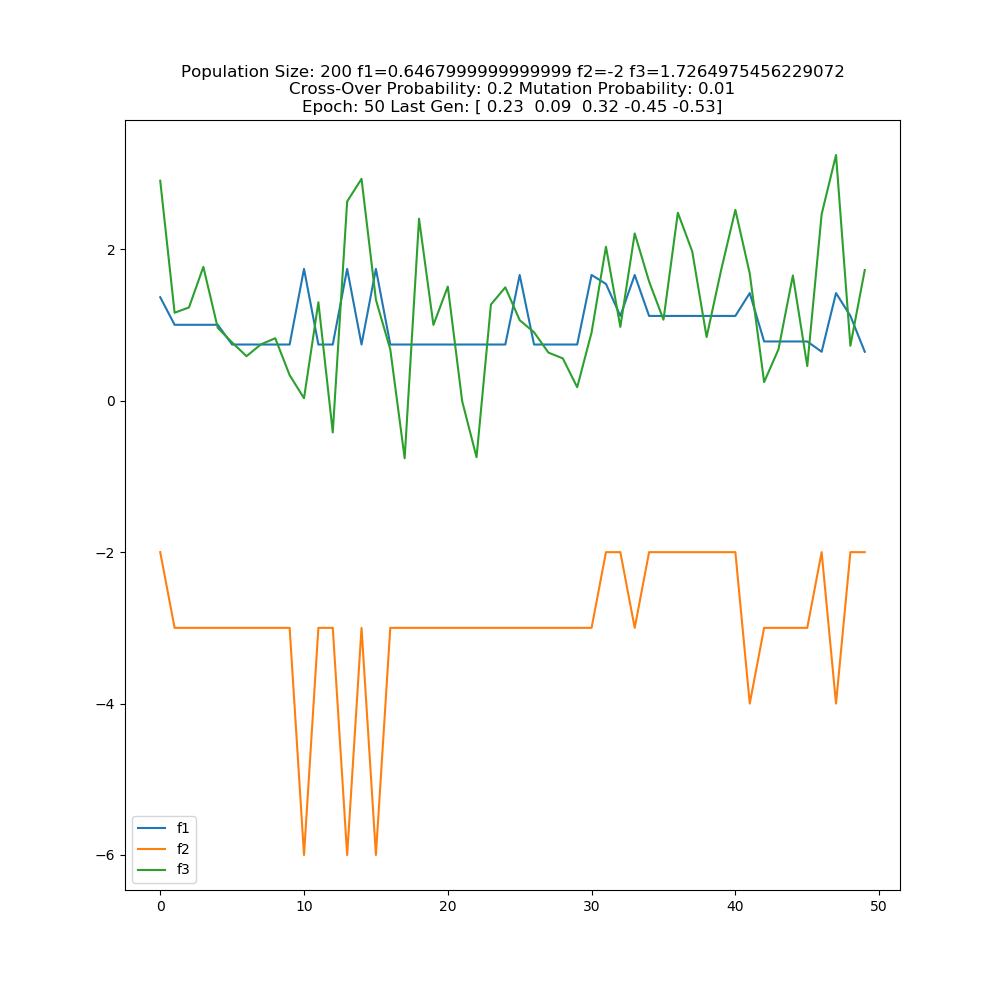 Population Size: 200 f1=0.6467999999999999 f2=-2 f3=1.7264975456229072
Cross-Over Probability: 0.2 Mutation Probability: 0.01
Epoch: 50 Last Gen: [ 0.23  0.09  0.32 -0.45 -0.53]
2
0
−2
−4
−6
f1
f2
f3
0
10
20
30
40
50